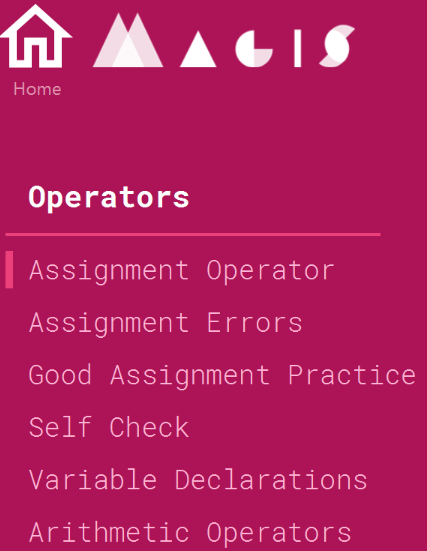 MAGIS
Home
Operators
Assignment Operator
Assignment Errors
Good Assignment Practice
Self Check
Variable Declarations
Arithmetic Operators